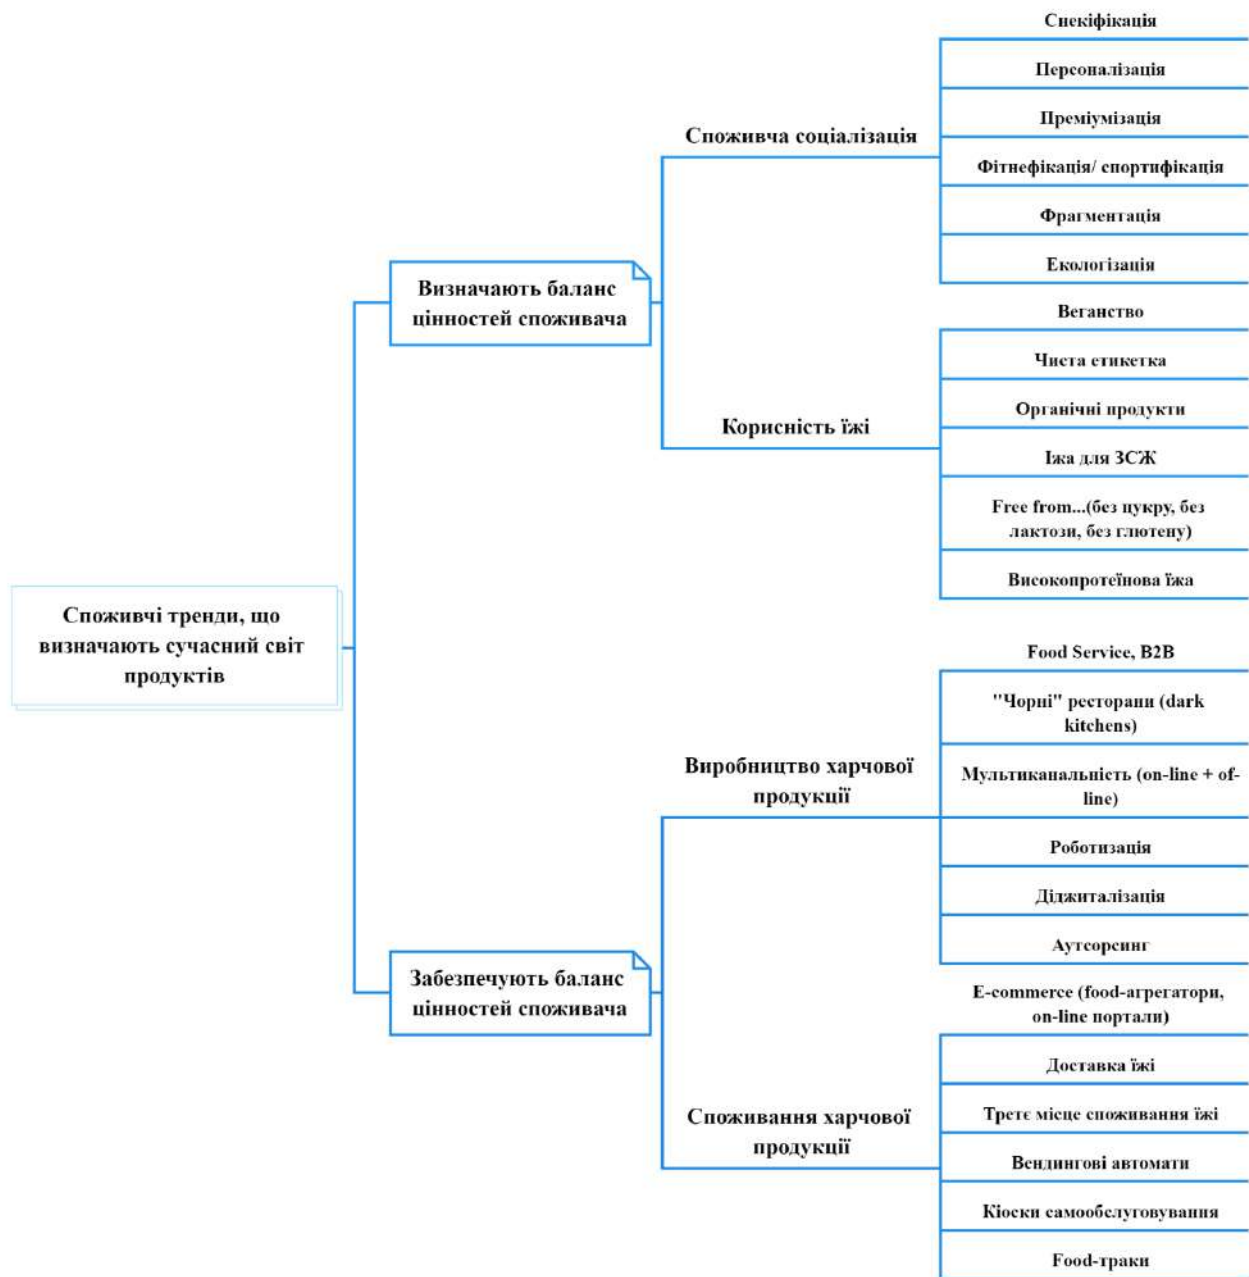 Споживчі тренди, що
визначають сучасний світ
продуктів
Визначають баланс
цінностей споживача
Споживча соціалізація
Снекіфікація
Персоналізація
Преміумізація
Фітнефікація/ спортифікація
Фрагментація
Екологізація
Корисність їжі
Веганство
Чиста етикетка
Органічні продукти
Їжа для ЗСЖ
Free from...(без цукру, без
лактози, без глютену)
Високопротеїнова їжа
Забезпечують баланс
цінностей споживача
Виробництво харчової
продукції
Food Service, B2B
"Чорні" ресторани (dark
kitchens)
Мультиканальність (on-line + of-
line)
Роботизація
Діджиталізація
Аутсорсинг
Споживання харчової
продукції
E-commerce (food-агрегатори,
on-line портали)
Доставка їжі
Третє місце споживання їжі
Вендингові автомати
Кіоски самообслуговування
Food-траки